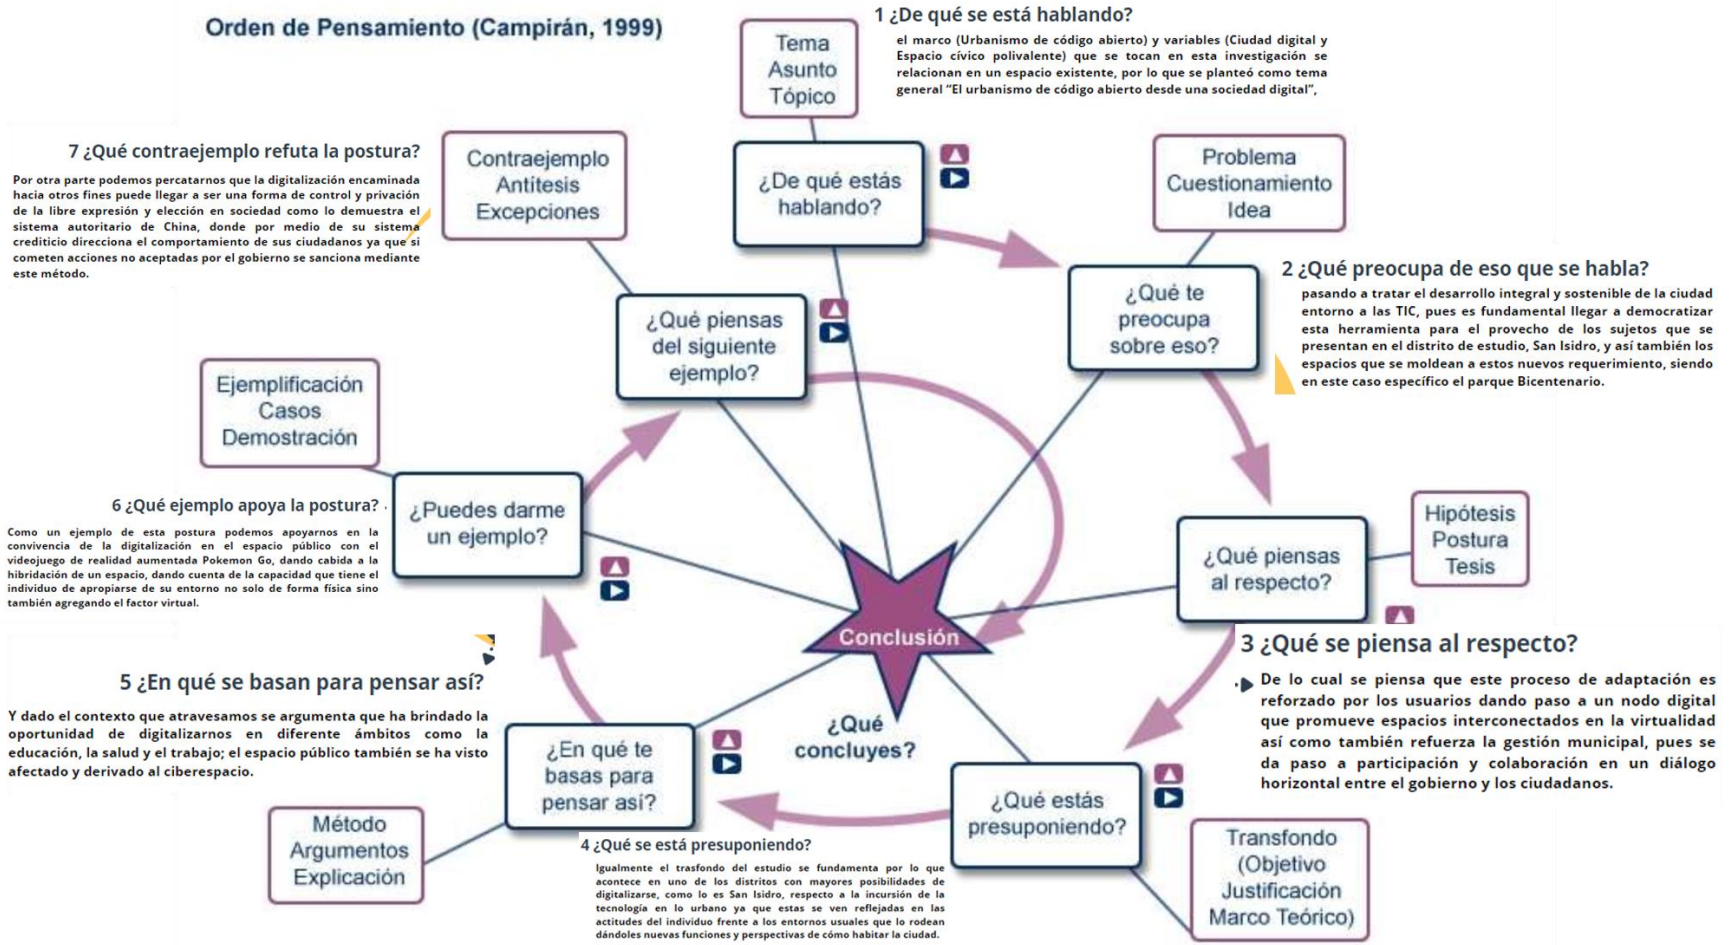 Orden de Pensamiento (Campirán, 1999)
Tema
Asunto
Tópico
1 ¿De qué se está hablando?
el marco (Urbanismo de código abierto) y variables (Ciudad digital y
Espacio cívico polivalente) que se tocan en esta investigación se
relacionan en un espacio existente, por lo que se planteó como tema
general “El urbanismo de código abierto desde una sociedad digital”,
¿De qué estás
hablando?
Problema
Cuestionamiento
Idea
¿Qué te
preocupa
sobre eso?
2 ¿Qué preocupa de eso que se habla?
pasando a tratar el desarrollo integral y sostenible de la ciudad
entorno a las TIC, pues es fundamental llegar a democratizar
esta herramienta para el provecho de los sujetos que se
presentan en el distrito de estudio, San Isidro, y así también los
espacios que se moldean a estos nuevos requerimiento, siendo
en este caso específico el parque Bicentenario.
Hipótesis
Postura
Tesis
¿Qué piensas
al respecto?
3 ¿Qué se piensa al respecto?
De lo cual se piensa que este proceso de adaptación es
reforzado por los usuarios dando paso a un nodo digital
que promueve espacios interconectados en la virtualidad
así como también refuerza la gestión municipal, pues se
da paso a participación y colaboración en un diálogo
horizontal entre el gobierno y los ciudadanos.
¿Qué estás
presuponiendo?
Transfondo
(Objetivo
Justificación
Marco Teórico)
4 ¿Qué se está presuponiendo?
Igualmente el trasfondo del estudio se fundamenta por lo que
acontece en uno de los distritos con mayores posibilidades de
digitalizarse, como lo es San Isidro, respecto a la incursión de la
tecnología en lo urbano ya que estas se ven reflejadas en las
actitudes del individuo frente a los entornos usuales que lo rodean
dándoles nuevas funciones y perspectivas de cómo habitar la ciudad.
5 ¿En qué se basan para pensar así?
Y dado el contexto que atravesamos se argumenta que ha brindado la
oportunidad de digitalizarnos en diferente ámbitos como la
educación, la salud y el trabajo; el espacio público también se ha visto
afectado y derivado al ciberespacio.
¿En qué te
basas para
pensar así?
Método
Argumentos
Explicación
6 ¿Qué ejemplo apoya la postura?
Como un ejemplo de esta postura podemos apoyarnos en la
convivencia de la digitalización en el espacio público con el
videojuego de realidad aumentada Pokemon Go, dando cabida a la
hibridación de un espacio, dando cuenta de la capacidad que tiene el
individuo de apropiarse de su entorno no solo de forma física sino
también agregando el factor virtual.
Ejemplificación
Casos
Demostración
¿Puedes darme
un ejemplo?
7 ¿Qué contraejemplo refuta la postura?
Por otra parte podemos percatarnos que la digitalización encaminada
hacia otros fines puede llegar a ser una forma de control y privación
de la libre expresión y elección en sociedad como lo demuestra el
sistema autoritario de China, donde por medio de su sistema
crediticio direcciona el comportamiento de sus ciudadanos ya que si
cometen acciones no aceptadas por el gobierno se sanciona mediante
este método.
Contraejemplo
Antítesis
Excepciones
¿Qué piensas
del siguiente
ejemplo?
Conclusión
¿Qué
concluyes?